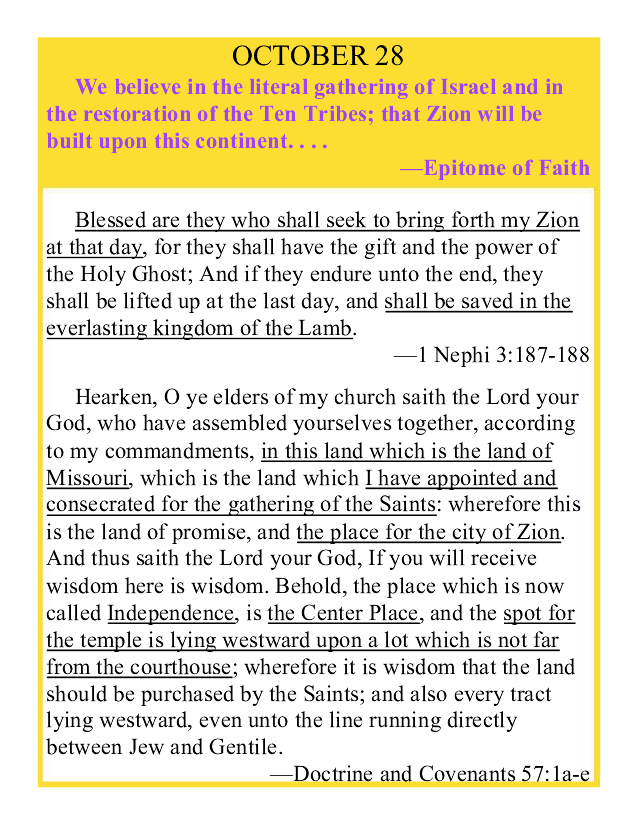 OCTOBER 28
We believe in the literal gathering of Israel and in
the restoration of the Ten Tribes; that Zion will be
built upon this continent. . . .
—Epitome of Faith
Blessed are they who shall seek to bring forth my Zion
at that day, for they shall have the gift and the power of
the Holy Ghost; And if they endure unto the end, they
shall be lifted up at the last day, and shall be saved in the
everlasting kingdom of the Lamb.
—1 Nephi 3:187-188
Hearken, O ye elders of my church saith the Lord your
God, who have assembled yourselves together, according
to my commandments, in this land which is the land of
Missouri, which is the land which I have appointed and
consecrated for the gathering of the Saints: wherefore this
is the land of promise, and the place for the city of Zion.
And thus saith the Lord your God, If you will receive
wisdom here is wisdom. Behold, the place which is now
called Independence, is the Center Place, and the spot for
the temple is lying westward upon a lot which is not far
from the courthouse; wherefore it is wisdom that the land
should be purchased by the Saints; and also every tract
lying westward, even unto the line running directly
between Jew and Gentile.
—Doctrine and Covenants 57:1a-e